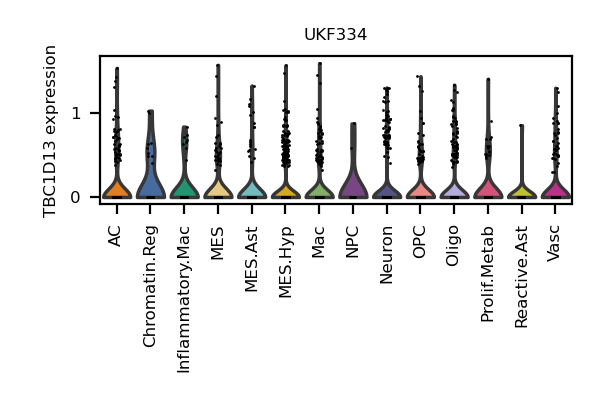 UKF334
TBC1D13 expression
1
0
AC
Chromatin.Reg
Inflammatory.Mac
MES
MES.Ast
MES.Hyp
Mac
NPC
Neuron
OPC
Oligo
Prolif.Metab
Reactive.Ast
Vasc